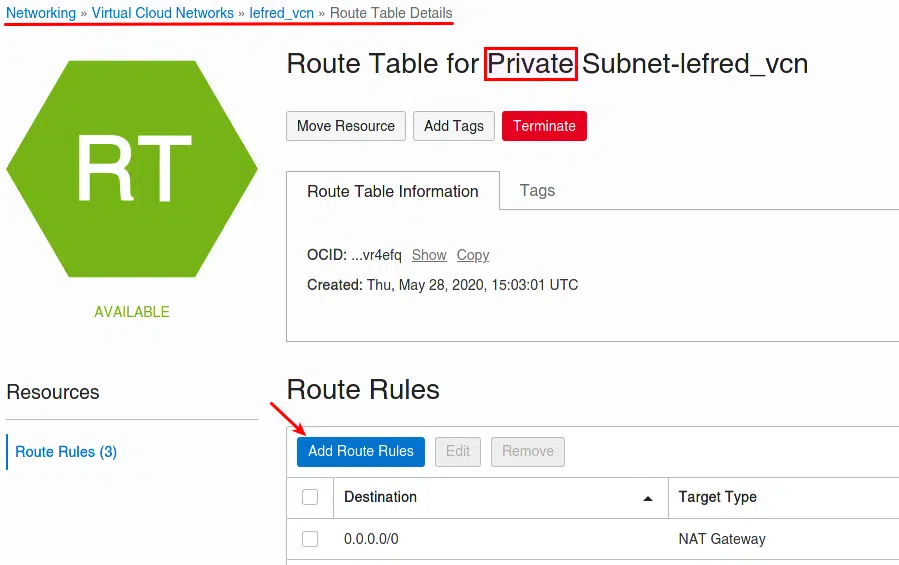 Networking » Virtual Cloud Networks » lefred_vcn » Route Table Details
RT
AVAILABLE
Route Table for Private Subnet-lefred_vcn
Move Resource Add Tags Terminate
Route Table Information Tags
OCID: ...vr4efq Show Copy
Created: Thu, May 28, 2020, 15:03:01 UTC
Resources
Route Rules (3)
Route Rules
Add Route Rules Edit Remove
Destination Target Type
0.0.0.0/0 NAT Gateway